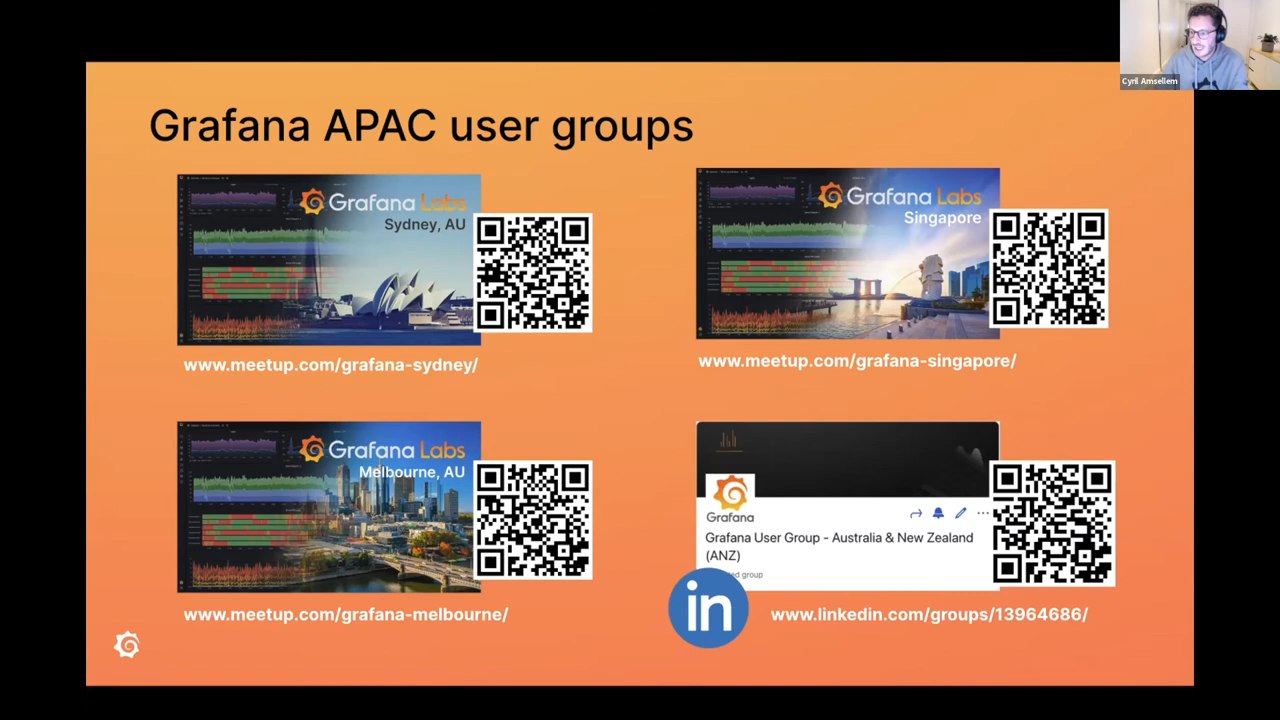 Cyril Amsellem
Grafana APAC user groups
Grafana Labs
Sydney, AU
www.meetup.com/grafana-sydney/
Grafana Labs
Singapore
www.meetup.com/grafana-singapore/
Grafana Labs
Melbourne, AU
www.meetup.com/grafana-melbourne/
Grafana
Grafana User Group - Australia & New Zealand
(ANZ)
group
in
www.linkedin.com/groups/13964686/